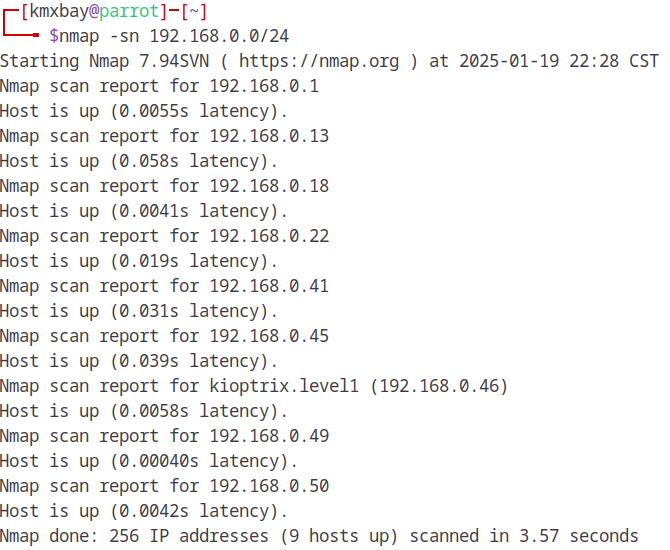 [kmxbay@parrot]─[~]
$nmap -sn 192.168.0.0/24
Starting Nmap 7.94SVN ( https://nmap.org ) at 2025-01-19 22:28 CST
Nmap scan report for 192.168.0.1
Host is up (0.0055s latency).
Nmap scan report for 192.168.0.13
Host is up (0.058s latency).
Nmap scan report for 192.168.0.18
Host is up (0.0041s latency).
Nmap scan report for 192.168.0.22
Host is up (0.019s latency).
Nmap scan report for 192.168.0.41
Host is up (0.031s latency).
Nmap scan report for 192.168.0.45
Host is up (0.039s latency).
Nmap scan report for kioptrix.level1 (192.168.0.46)
Host is up (0.0058s latency).
Nmap scan report for 192.168.0.49
Host is up (0.00040s latency).
Nmap scan report for 192.168.0.50
Host is up (0.0042s latency).
Nmap done: 256 IP addresses (9 hosts up) scanned in 3.57 seconds